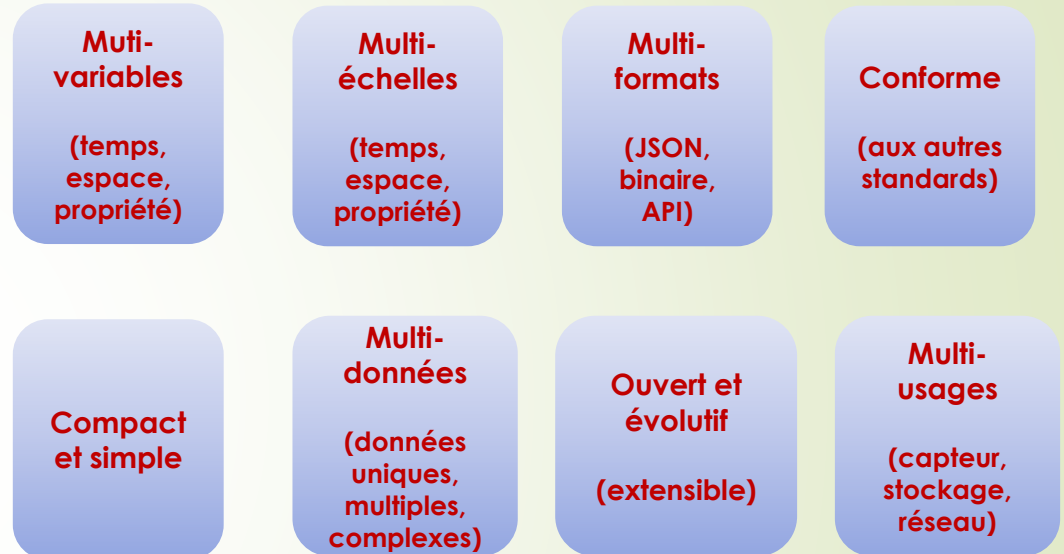 Muti-
variables
(temps,
espace,
propriété)
Multi-
échelles
(temps,
espace,
propriété)
Multi-
formats
(JSON,
binaire,
API)
Conforme
(aux autres
standards)
Compact
et simple
Multi-
données
(données
uniques,
multiples,
complexes)
Ouvert et
évolutif
(extensible)
Multi-
usages
(capteur,
stockage,
réseau)